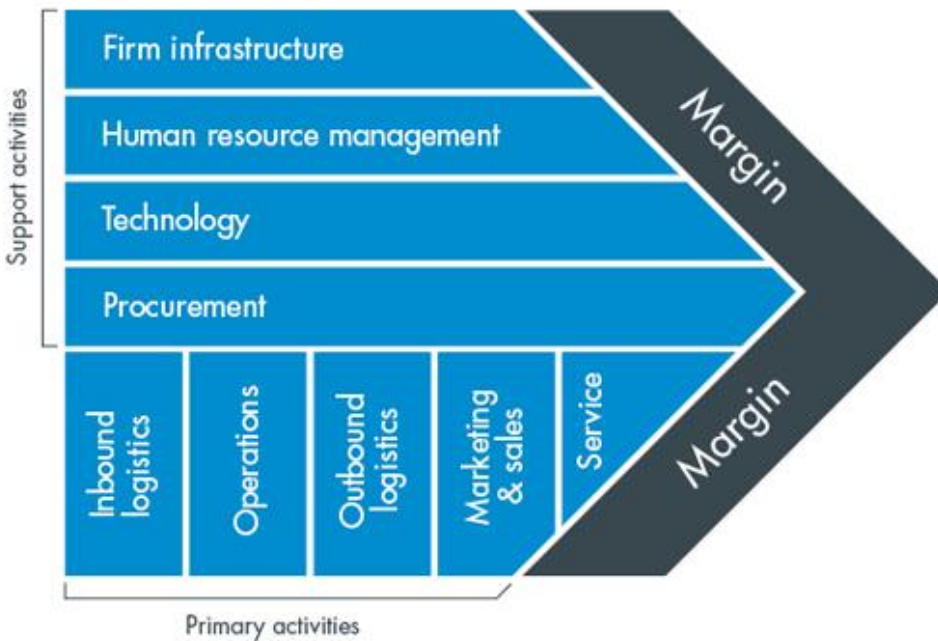 Support activities
Firm infrastructure
Human resource management
Technology
Procurement
Margin
Inbound
logistics
Operations
Outbound
logistics
Marketing
& sales
Service
Margin
Primary activities